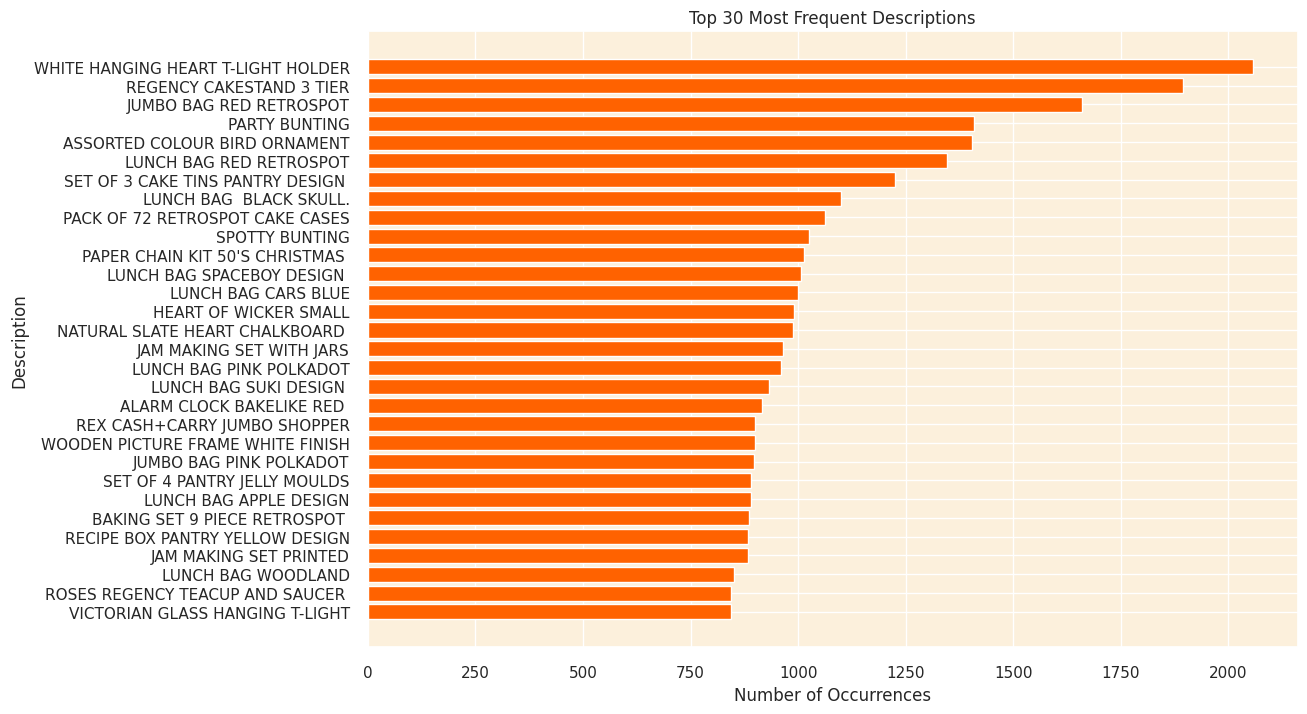 Top 30 Most Frequent Descriptions
WHITE HANGING HEART T-LIGHT HOLDER
REGENCY CAKESTAND 3 TIER
JUMBO BAG RED RETROSPOT
PARTY BUNTING
ASSORTED COLOUR BIRD ORNAMENT
LUNCH BAG RED RETROSPOT
SET OF 3 CAKE TINS PANTRY DESIGN
LUNCH BAG  BLACK SKULL.
PACK OF 72 RETROSPOT CAKE CASES
SPOTTY BUNTING
PAPER CHAIN KIT 50'S CHRISTMAS
LUNCH BAG SPACEBOY DESIGN
LUNCH BAG CARS BLUE
HEART OF WICKER SMALL
NATURAL SLATE HEART CHALKBOARD
JAM MAKING SET WITH JARS
LUNCH BAG PINK POLKADOT
LUNCH BAG SUKI DESIGN
ALARM CLOCK BAKELIKE RED
REX CASH+CARRY JUMBO SHOPPER
WOODEN PICTURE FRAME WHITE FINISH
JUMBO BAG PINK POLKADOT
SET OF 4 PANTRY JELLY MOULDS
LUNCH BAG APPLE DESIGN
BAKING SET 9 PIECE RETROSPOT
RECIPE BOX PANTRY YELLOW DESIGN
JAM MAKING SET PRINTED
LUNCH BAG WOODLAND
ROSES REGENCY TEACUP AND SAUCER
VICTORIAN GLASS HANGING T-LIGHT
Description
0 250 500 750 1000 1250 1500 1750 2000
Number of Occurrences